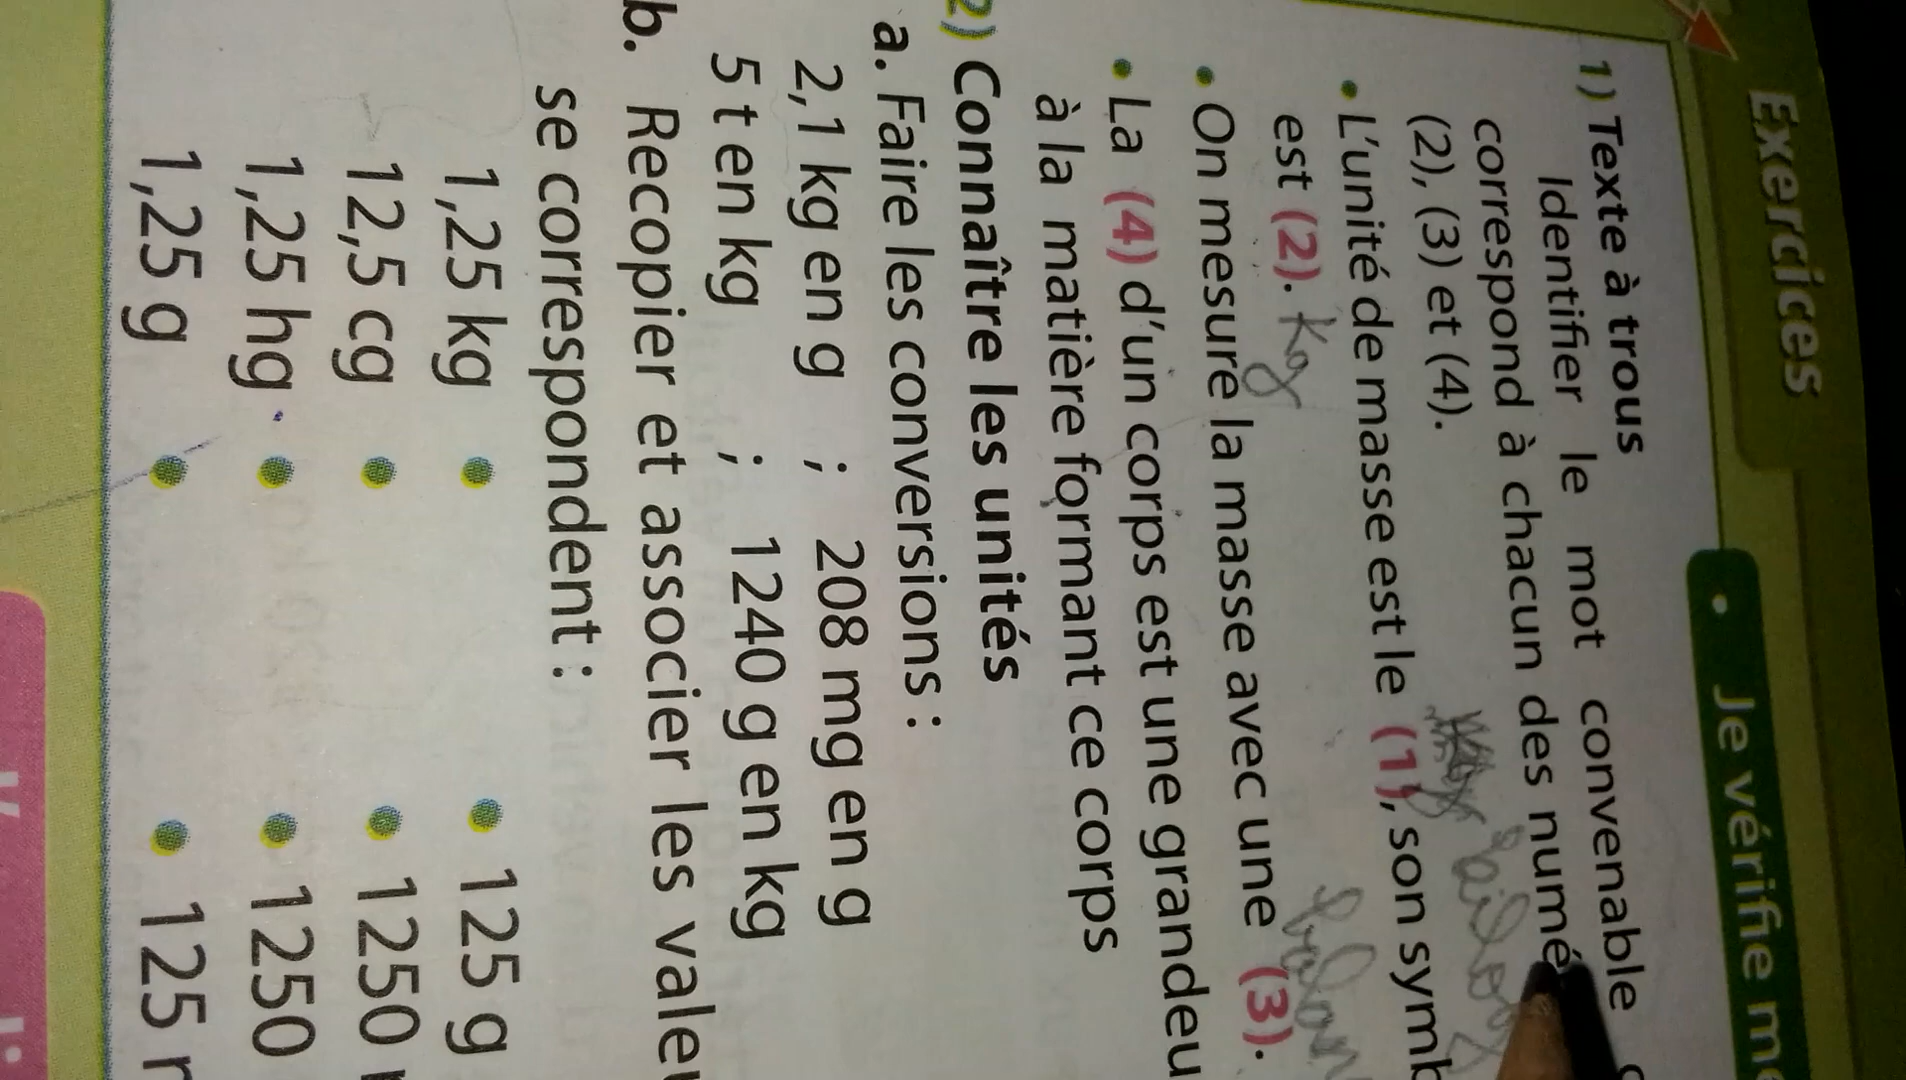 Exercices
• Je vérifie
1) Texte à trous
Identifier le mot convenable
correspond à chacun des numé
(2), (3) et (4).
• L'unité de masse est le (1), son symb
est (2). Kg
• On mesure la masse avec une (3).
• La (4) d'un corps est une grandeu
à la matière formant ce corps
2) Connaître les unités
a. Faire les conversions :
2,1 kg en g ; 208 mg en g
5 t en kg ; 1240 g en kg
b. Recopier et associer les valeu
se correspondent :
1,25 kg • • 125 g
12,5 cg • • 1250
1,25 hg • • 1250
1,25 g • • 125